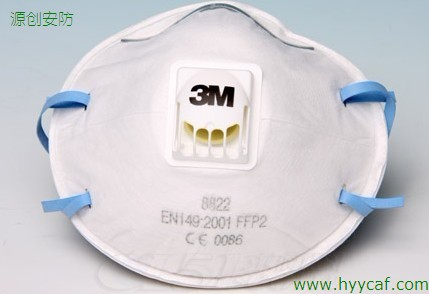 源创安防
3M
8822
EN149:2001 FFP2
CE 0086
www.hyycaf.com